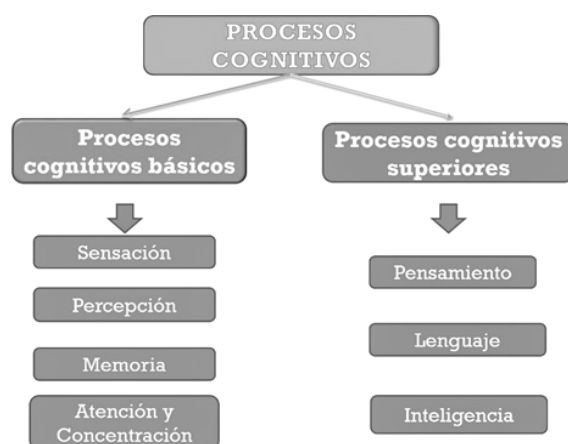 PROCESOS
COGNITIVOS
Procesos
cognitivos básicos
Sensación
Percepción
Memoria
Atención y
Concentración
Procesos cognitivos
superiores
Pensamiento
Lenguaje
Inteligencia